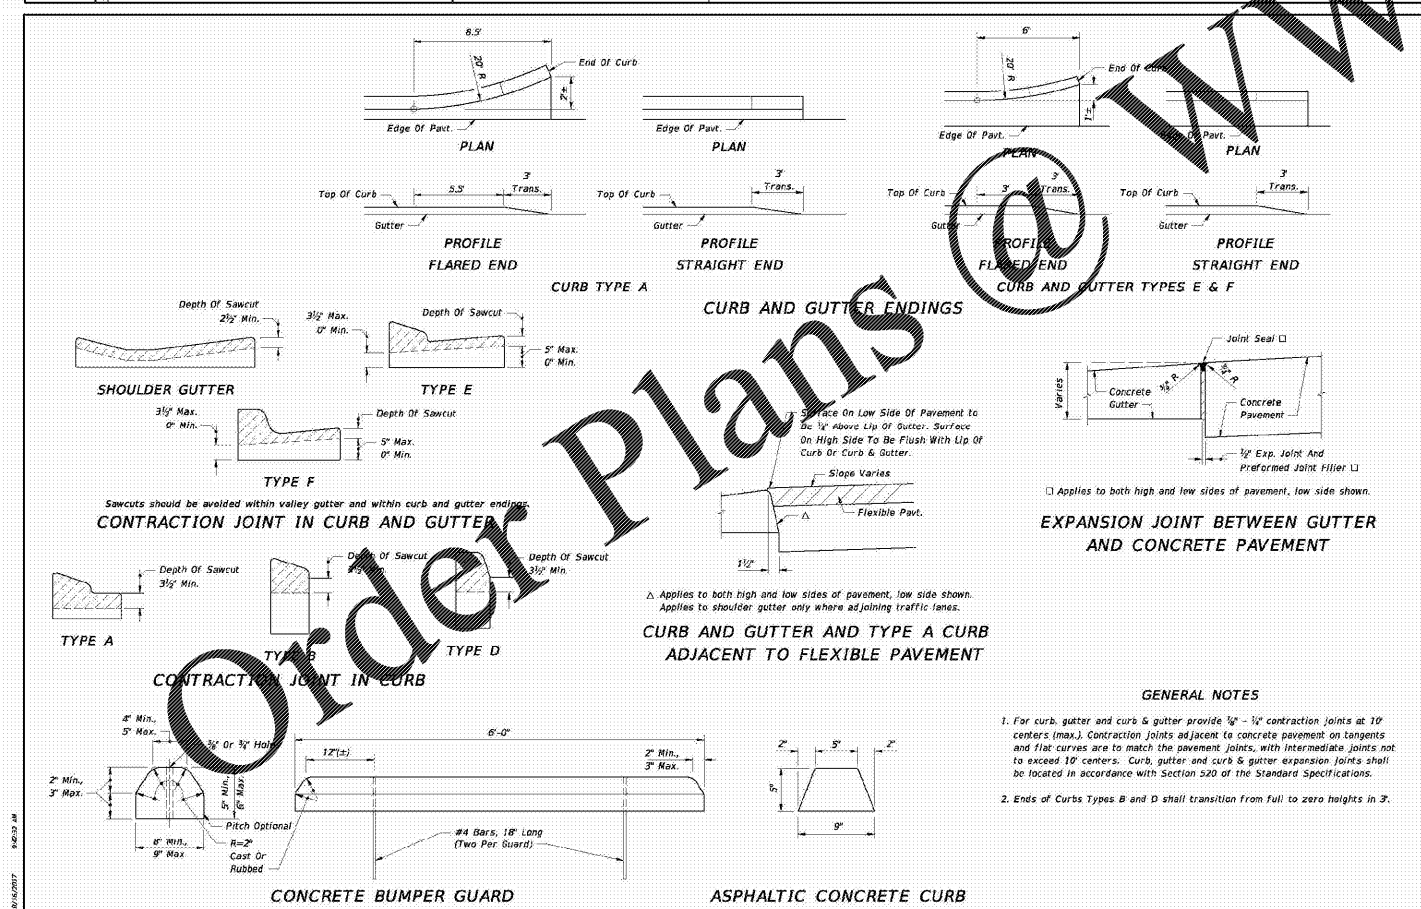 8.5'
20' R
End Of Curb
2'±
Edge Of Pavt.
PLAN
PLAN
6'
20' R
End Of Curb
1'±
Edge Of Pavt.
PLAN
Edge Of Pavt.
PLAN
Top Of Curb
5.5'
3'
Trans.
Gutter
PROFILE
FLARED END
Top Of Curb
3'
Trans.
Gutter
PROFILE
STRAIGHT END
CURB TYPE A
Top Of Curb
3'
3'
Trans.
Gutter
PROFILE
FLARED END
Top Of Curb
3'
Trans.
Gutter
PROFILE
STRAIGHT END
CURB AND GUTTER TYPES E & F
CURB AND GUTTER ENDINGS
Depth Of Sawcut
2½" Min.
SHOULDER GUTTER
3½" Max.
0" Min.
Depth Of Sawcut
5" Max.
0" Min.
TYPE E
3½" Max.
0" Min.
Depth Of Sawcut
5" Max.
0" Min.
TYPE F
Sawcuts should be avoided within valley gutter and within curb and gutter endings.
CONTRACTION JOINT IN CURB AND GUTTER
Depth Of Sawcut
3½" Min.
TYPE A
Depth Of Sawcut
Min.
TYPE B
Depth Of Sawcut
3½" Min.
TYPE D
CONTRACTION JOINT IN CURB
Surface On Low Side Of Pavement to
Be ¼" Above Lip Of Gutter. Surface
On High Side To Be Flush With Lip Of
Curb Or Curb & Gutter.
Slope Varies
Flexible Pavt.
△
1½"
△ Applies to both high and low sides of pavement, low side shown.
Applies to shoulder gutter only where adjoining traffic lanes.
CURB AND GUTTER AND TYPE A CURB
ADJACENT TO FLEXIBLE PAVEMENT
Joint Seal □
Varies
Concrete
Gutter
¾" R
¾" R
Concrete
Pavement
½" Exp. Joint And
Preformed Joint Filler □
□ Applies to both high and low sides of pavement, low side shown.
EXPANSION JOINT BETWEEN GUTTER
AND CONCRETE PAVEMENT
4" Min.,
5" Max.
⅝" Or ¾" Hole
2" Min.,
3" Max.
5" Min.,
6" Max.
8" Min.,
9" Max
Pitch Optional
R=2"
Cast Or
Rubbed
6'-0"
12"(±)
2" Min.,
3" Max.
#4 Bars, 18" Long
(Two Per Guard)
CONCRETE BUMPER GUARD
2"
5"
2"
5"
9"
ASPHALTIC CONCRETE CURB
GENERAL NOTES
1. For curb, gutter and curb & gutter provide ⅛" - ¼" contraction joints at 10'
centers (max.). Contraction joints adjacent to concrete pavement on tangents
and flat curves are to match the pavement joints, with intermediate joints not
to exceed 10' centers. Curb, gutter and curb & gutter expansion joints shall
be located in accordance with Section 520 of the Standard Specifications.
2. Ends of Curbs Types B and D shall transition from full to zero heights in 3'.
Order Plans @ ww